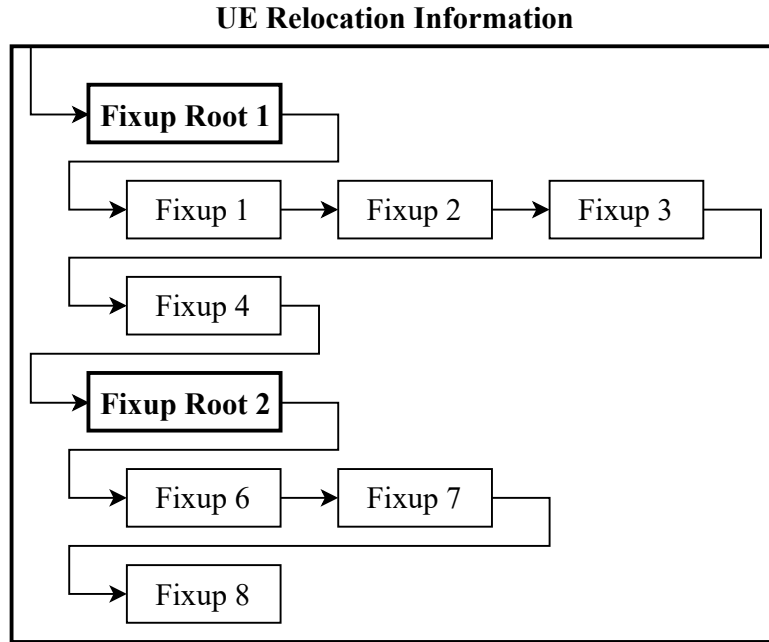 UE Relocation Information
Fixup Root 1
Fixup 1
Fixup 2
Fixup 3
Fixup 4
Fixup Root 2
Fixup 6
Fixup 7
Fixup 8